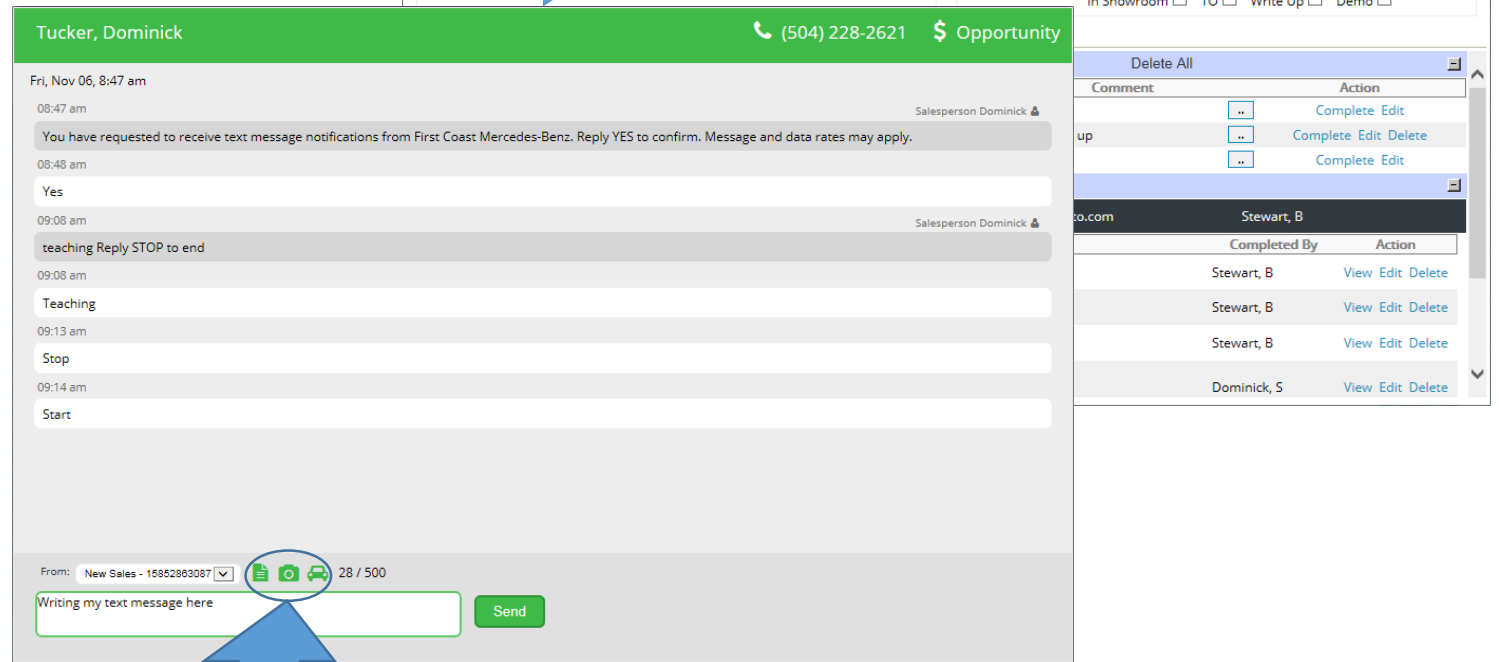 In Showroom TO Write Up Demo
Tucker, Dominick (504) 228-2621 $ Opportunity
Fri, Nov 06, 8:47 am
08:47 am Salesperson Dominick
You have requested to receive text message notifications from First Coast Mercedes-Benz. Reply YES to confirm. Message and data rates may apply.
08:48 am
Yes
09:08 am Salesperson Dominick
teaching Reply STOP to end
09:08 am
Teaching
09:13 am
Stop
09:14 am
Start
From: New Sales - 15852863087 28 / 500
Writing my text message here
Send
Delete All
Comment Action
.. Complete Edit
up .. Complete Edit Delete
.. Complete Edit
to.com Stewart, B
Completed By Action
Stewart, B View Edit Delete
Stewart, B View Edit Delete
Stewart, B View Edit Delete
Dominick, S View Edit Delete